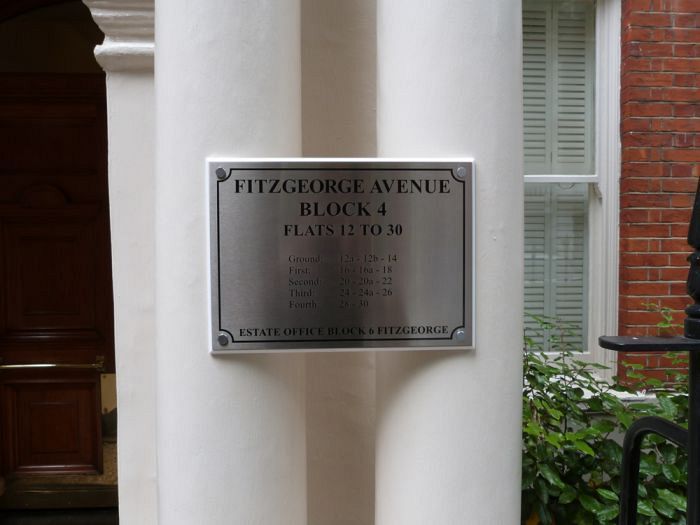 FITZGEORGE AVENUE
BLOCK 4
FLATS 12 TO 30
Ground: 12a - 12b - 14
First: 16 - 16a - 18
Second: 20 - 20a - 22
Third: 24 - 24a - 26
Fourth: 28 - 30
ESTATE OFFICE BLOCK 6 FITZGEORGE